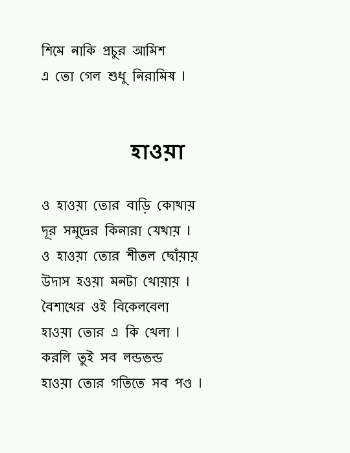 শিমে নাকি প্রচুর আমিশ
এ তো গেল শুধু নিরামিষ ।
হাওয়া
ও হাওয়া তোর বাড়ি কোথায়
দূর সমুদ্রের কিনারা যেথায় ।
ও হাওয়া তোর শীতল ছোঁয়ায়
উদাস হওয়া মনটা খোয়ায় ।
বৈশাখের ওই বিকেলবেলা
হাওয়া তোর এ কি খেলা ।
করলি তুই সব লন্ডভন্ড
হাওয়া তোর গতিতে সব পণ্ড ।